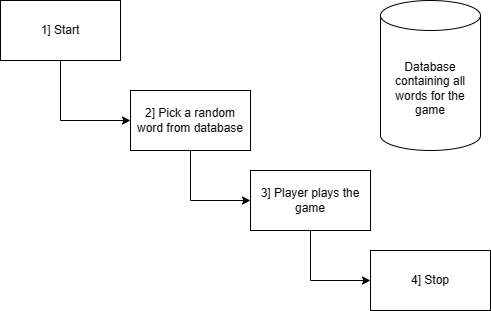 1] Start
Database
containing all
words for the
game
2] Pick a random
word from database
3] Player plays the
game
4] Stop